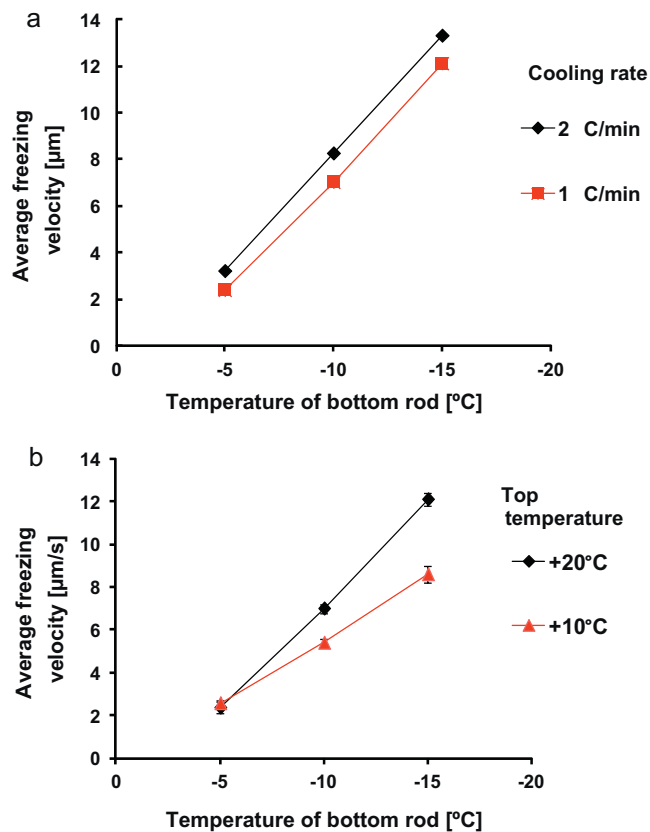 a
14
12
10
8
6
4
2
0
0 -5 -10 -15 -20
Average freezing
velocity [µm]
Temperature of bottom rod [ºC]
Cooling rate
2 C/min
1 C/min
b
14
12
10
8
6
4
2
0
0 -5 -10 -15 -20
Average freezing
velocity [µm/s]
Temperature of bottom rod [ºC]
Top
temperature
+20°C
+10°C